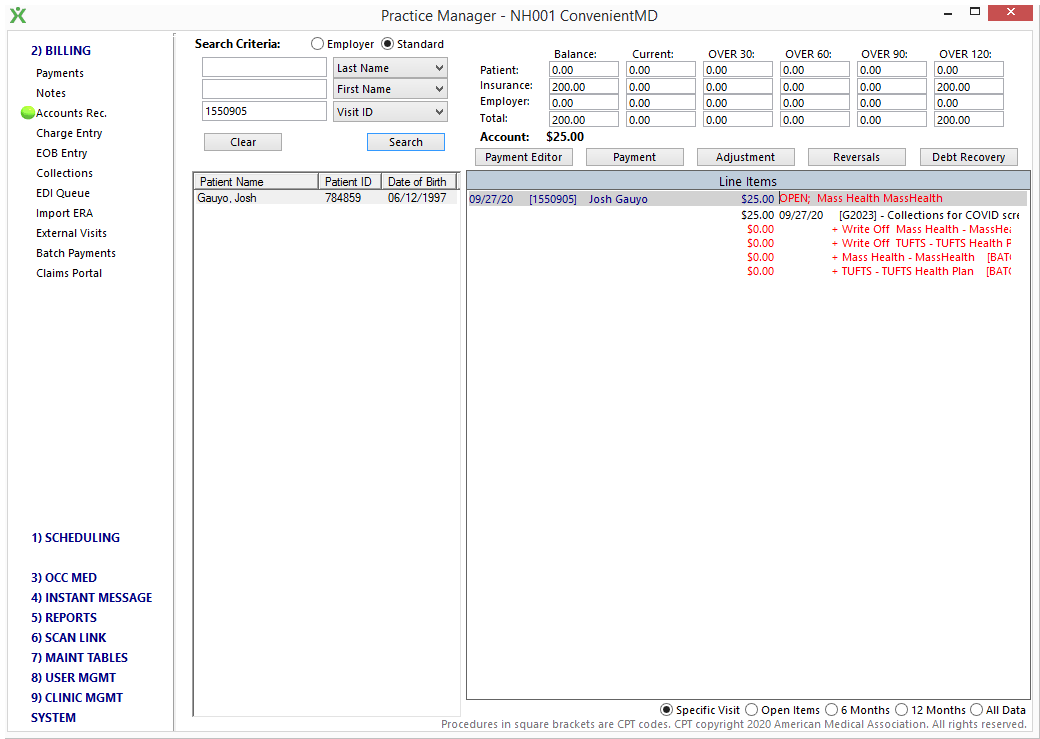 Practice Manager - NH001 ConvenientMD
2) BILLING
Payments
Notes
Accounts Rec.
Charge Entry
EOB Entry
Collections
EDI Queue
Import ERA
External Visits
Batch Payments
Claims Portal
1) SCHEDULING
3) OCC MED
4) INSTANT MESSAGE
5) REPORTS
6) SCAN LINK
7) MAINT TABLES
8) USER MGMT
9) CLINIC MGMT
SYSTEM
Search Criteria: Employer Standard
Last Name
First Name
1550905 Visit ID
Clear Search
Patient Name Patient ID Date of Birth
Gauyo, Josh 784859 06/12/1997
Balance: Current: OVER 30: OVER 60: OVER 90: OVER 120:
Patient: 0.00 0.00 0.00 0.00 0.00 0.00
Insurance: 200.00 0.00 0.00 0.00 0.00 200.00
Employer: 0.00 0.00 0.00 0.00 0.00 0.00
Total: 200.00 0.00 0.00 0.00 0.00 200.00
Account: $25.00
Payment Editor Payment Adjustment Reversals Debt Recovery
Line Items
09/27/20 [1550905] Josh Gauyo $25.00 OPEN; Mass Health MassHealth
$25.00 09/27/20 [G2023] - Collections for COVID scre
$0.00 + Write Off Mass Health - MassHea
$0.00 + Write Off TUFTS - TUFTS Health P
$0.00 + Mass Health - MassHealth [BATC
$0.00 + TUFTS - TUFTS Health Plan [BATC
Specific Visit Open Items 6 Months 12 Months All Data
Procedures in square brackets are CPT codes. CPT copyright 2020 American Medical Association. All rights reserved.